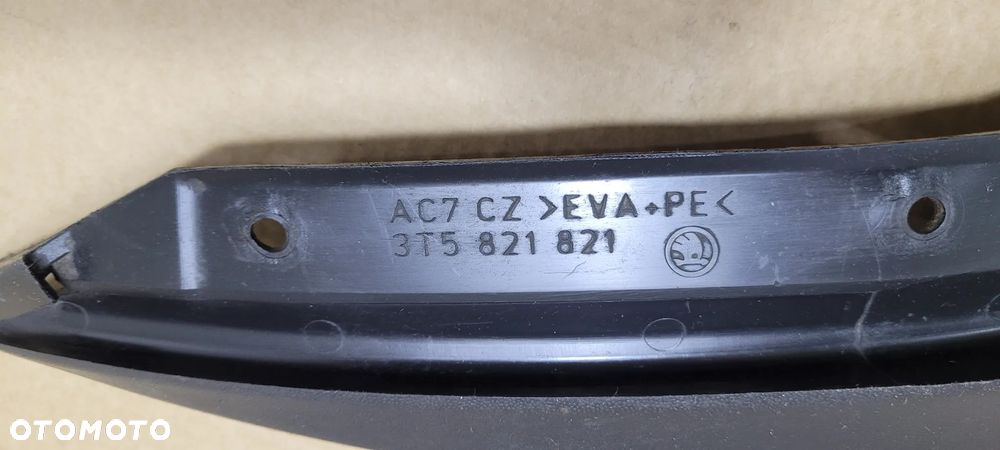 AC7 CZ >EVA+PE<
3T5 821 821
OTOMOTO